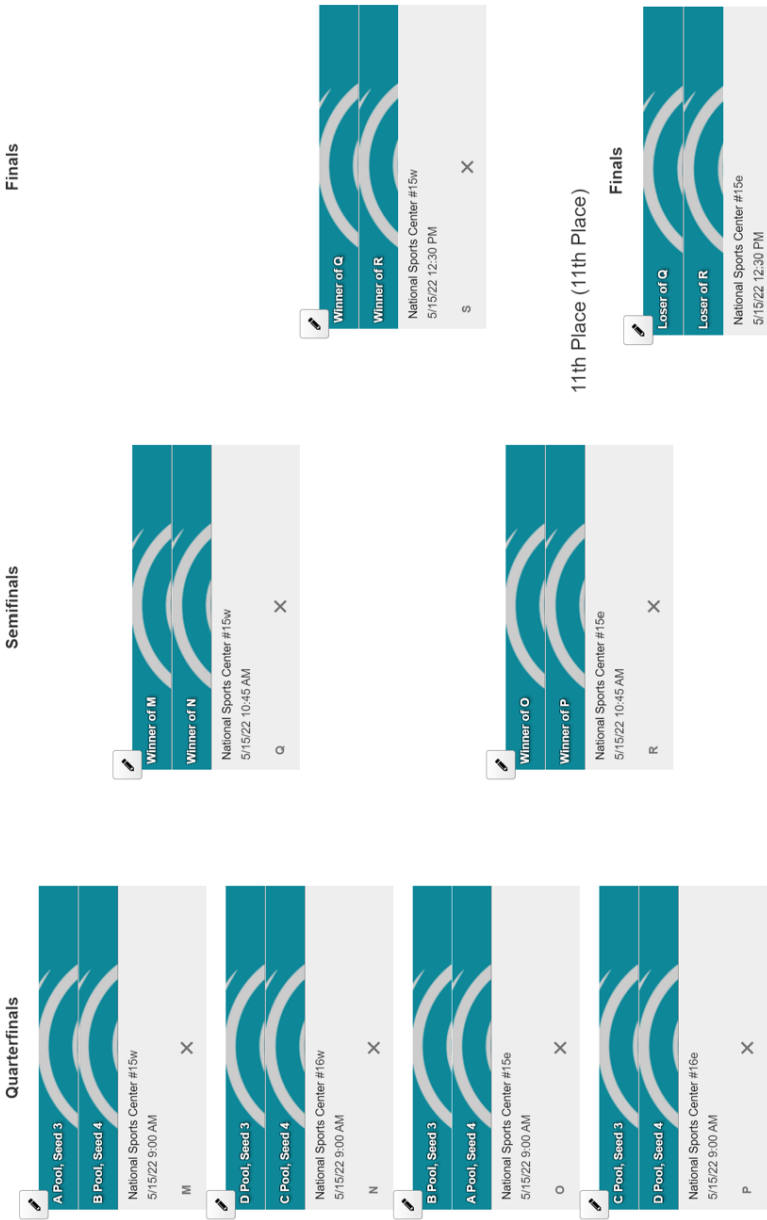 Quarterfinals
A Pool, Seed 3
B Pool, Seed 4
National Sports Center #15w
5/15/22 9:00 AM
M
D Pool, Seed 3
C Pool, Seed 4
National Sports Center #16w
5/15/22 9:00 AM
N
B Pool, Seed 3
A Pool, Seed 4
National Sports Center #15e
5/15/22 9:00 AM
O
C Pool, Seed 3
D Pool, Seed 4
National Sports Center #16e
5/15/22 9:00 AM
P
Semifinals
Winner of M
Winner of N
National Sports Center #15w
5/15/22 10:45 AM
Q
Winner of O
Winner of P
National Sports Center #15e
5/15/22 10:45 AM
R
Finals
Winner of Q
Winner of R
National Sports Center #15w
5/15/22 12:30 PM
S
11th Place (11th Place)
Finals
Loser of Q
Loser of R
National Sports Center #15e
5/15/22 12:30 PM